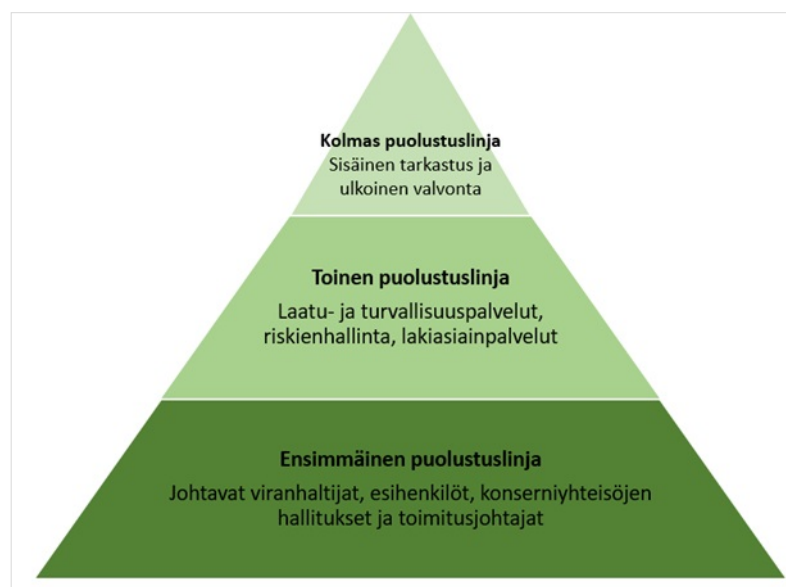 Kolmas puolustuslinja
Sisäinen tarkastus ja
ulkoinen valvonta
Toinen puolustuslinja
Laatu- ja turvallisuuspalvelut,
riskienhallinta, lakiasiainpalvelut
Ensimmäinen puolustuslinja
Johtavat viranhaltijat, esihenkilöt, konserniyhteisöjen
hallitukset ja toimitusjohtajat